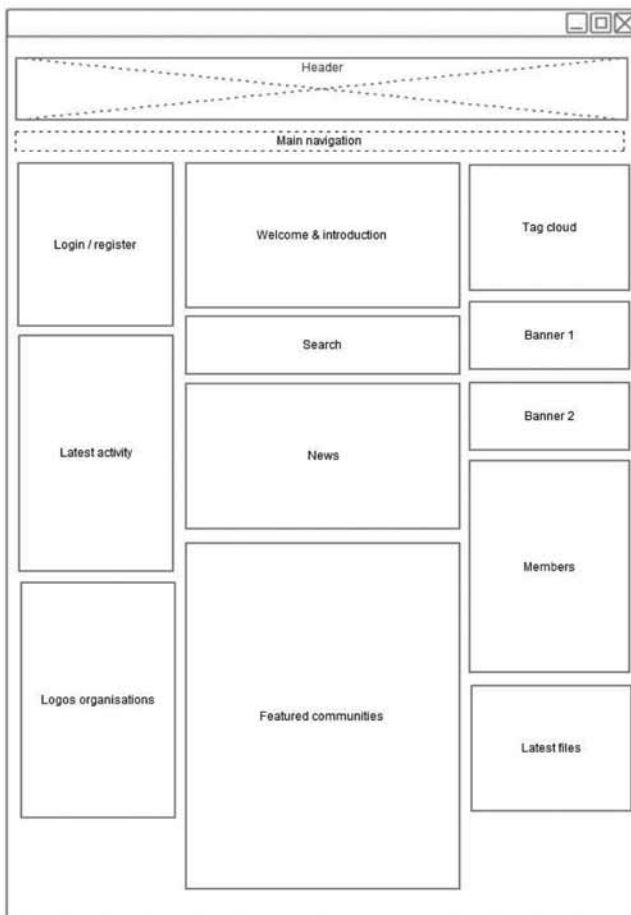 Header
Main navigation
Login / register
Latest activity
Logos organisations
Welcome & introduction
Search
News
Featured communities
Tag cloud
Banner 1
Banner 2
Members
Latest files